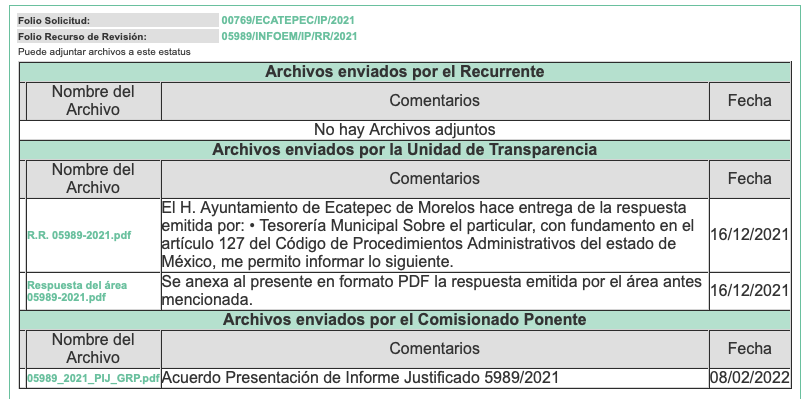 Folio Solicitud: 00769/ECATEPEC/IP/2021
Folio Recurso de Revisión: 05989/INFOEM/IP/RR/2021
Puede adjuntar archivos a este estatus
Archivos enviados por el Recurrente
Nombre del
Archivo
Comentarios
Fecha
No hay Archivos adjuntos
Archivos enviados por la Unidad de Transparencia
Nombre del
Archivo
Comentarios
Fecha
R.R. 05989-2021.pdf
El H. Ayuntamiento de Ecatepec de Morelos hace entrega de la respuesta
emitida por: • Tesorería Municipal Sobre el particular, con fundamento en el
artículo 127 del Código de Procedimientos Administrativos del estado de
México, me permito informar lo siguiente.
16/12/2021
Respuesta del área
05989-2021.pdf
Se anexa al presente en formato PDF la respuesta emitida por el área antes
mencionada.
16/12/2021
Archivos enviados por el Comisionado Ponente
Nombre del
Archivo
Comentarios
Fecha
05989_2021_PIJ_GRP.pdf
Acuerdo Presentación de Informe Justificado 5989/2021
08/02/2022